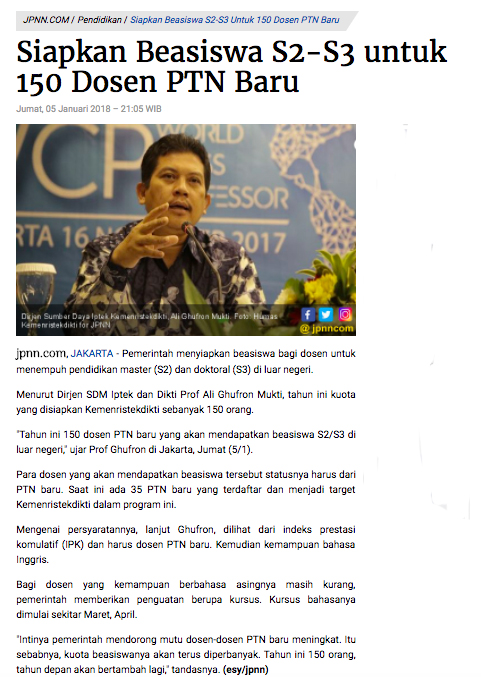 JPNN.COM / Pendidikan / Siapkan Beasiswa S2-S3 Untuk 150 Dosen PTN Baru
Siapkan Beasiswa S2-S3 untuk
150 Dosen PTN Baru
Jumat, 05 Januari 2018 – 21:05 WIB
WORLD
CP
ESSOR
RTA 16 N
R 2017
Dirjen Sumber Daya Iptek Kemenristekdikti, Ali Ghufron Mukti. Foto: Humas
Kemenristekdikti for JPNN
@ jpnncom
jpnn.com, JAKARTA - Pemerintah menyiapkan beasiswa bagi dosen untuk
menempuh pendidikan master (S2) dan doktoral (S3) di luar negeri.
Menurut Dirjen SDM Iptek dan Dikti Prof Ali Ghufron Mukti, tahun ini kuota
yang disiapkan Kemenristekdikti sebanyak 150 orang.
"Tahun ini 150 dosen PTN baru yang akan mendapatkan beasiswa S2/S3 di
luar negeri," ujar Prof Ghufron di Jakarta, Jumat (5/1).
Para dosen yang akan mendapatkan beasiswa tersebut statusnya harus dari
PTN baru. Saat ini ada 35 PTN baru yang terdaftar dan menjadi target
Kemenristekdikti dalam program ini.
Mengenai persyaratannya, lanjut Ghufron, dilihat dari indeks prestasi
komulatif (IPK) dan harus dosen PTN baru. Kemudian kemampuan bahasa
Inggris.
Bagi dosen yang kemampuan berbahasa asingnya masih kurang,
pemerintah memberikan penguatan berupa kursus. Kursus bahasanya
dimulai sekitar Maret, April.
"Intinya pemerintah mendorong mutu dosen-dosen PTN baru meningkat. Itu
sebabnya, kuota beasiswanya akan terus diperbanyak. Tahun ini 150 orang,
tahun depan akan bertambah lagi," tandasnya. (esy/jpnn)